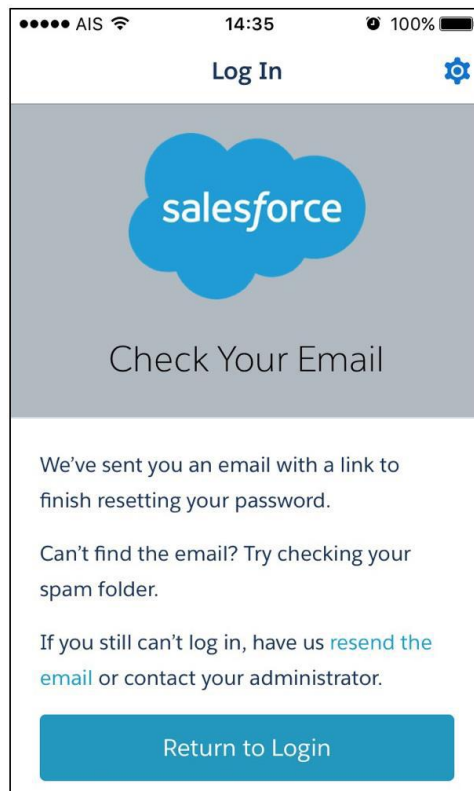 AIS 14:35 100%
Log In
salesforce
Check Your Email
We've sent you an email with a link to
finish resetting your password.
Can't find the email? Try checking your
spam folder.
If you still can't log in, have us resend the
email or contact your administrator.
Return to Login